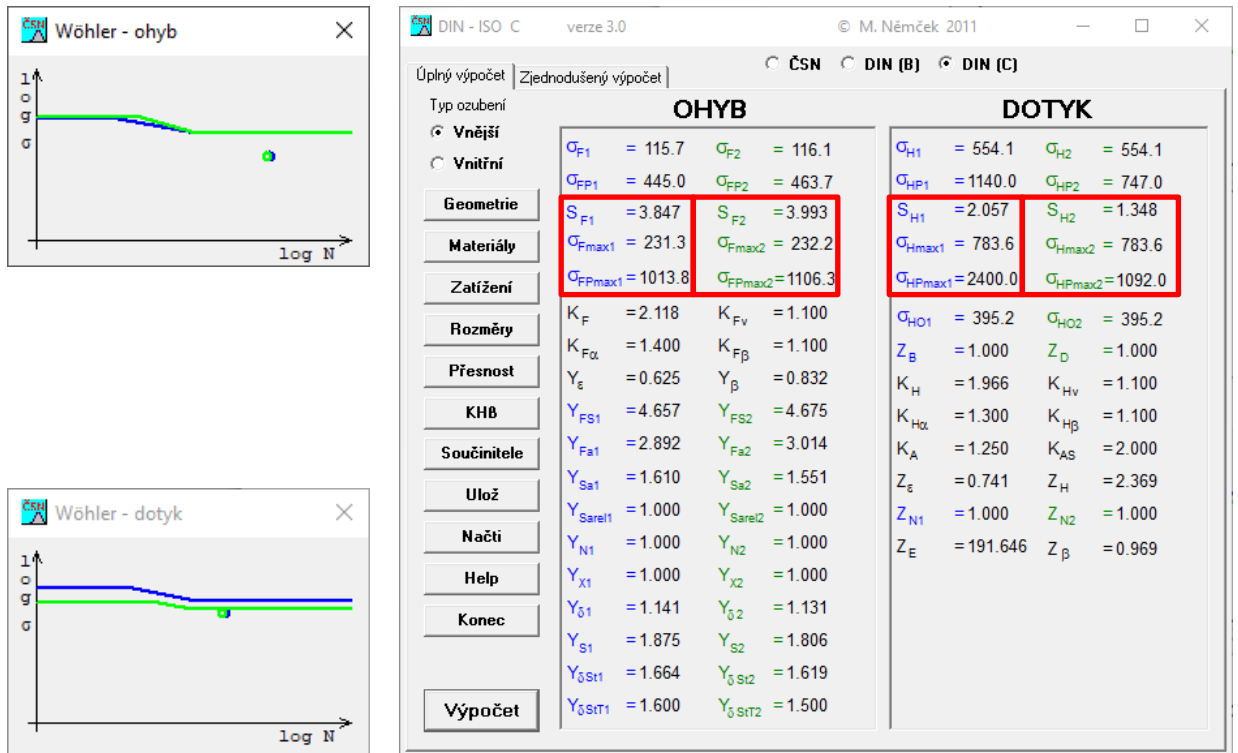 ČSN Wöhler - ohyb
log σ
log N
ČSN Wöhler - dotyk
log σ
log N
ČSN DIN - ISO C verze 3.0 © M. Němček 2011
Úplný výpočet Zjednodušený výpočet ČSN DIN (B) DIN (C)
Typ ozubení
Vnější
Vnitřní
Geometrie
Materiály
Zatížení
Rozměry
Přesnost
KHß
Součinitele
Ulož
Načti
Help
Konec
Výpočet
OHYB
σF1 = 115.7 σF2 = 116.1
σFP1 = 445.0 σFP2 = 463.7
SF1 =3.847 SF2 =3.993
σFmax1 = 231.3 σFmax2 = 232.2
σFPmax1 =1013.8 σFPmax2 =1106.3
KF =2.118 KFv =1.100
KFα =1.400 KFβ =1.100
Yε =0.625 Yβ =0.832
YFS1 =4.657 YFS2 =4.675
YFa1 =2.892 YFa2 =3.014
YSa1 =1.610 YSa2 =1.551
YSarel1 =1.000 YSarel2 =1.000
YN1 =1.000 YN2 =1.000
YX1 =1.000 YX2 =1.000
Yδ1 =1.141 Yδ2 =1.131
YS1 =1.875 YS2 =1.806
YδSt1 =1.664 YδSt2 =1.619
YδStT1 =1.600 YδStT2 =1.500
DOTYK
σH1 = 554.1 σH2 = 554.1
σHP1 =1140.0 σHP2 = 747.0
SH1 =2.057 SH2 =1.348
σHmax1 = 783.6 σHmax2 = 783.6
σHPmax1 =2400.0 σHPmax2 =1092.0
σHO1 = 395.2 σHO2 = 395.2
ZB =1.000 ZD =1.000
KH =1.966 KHv =1.100
KHα =1.300 KHβ =1.100
KA =1.250 KAS =2.000
Zε =0.741 ZH =2.369
ZN1 =1.000 ZN2 =1.000
ZE =191.646 Zβ =0.969